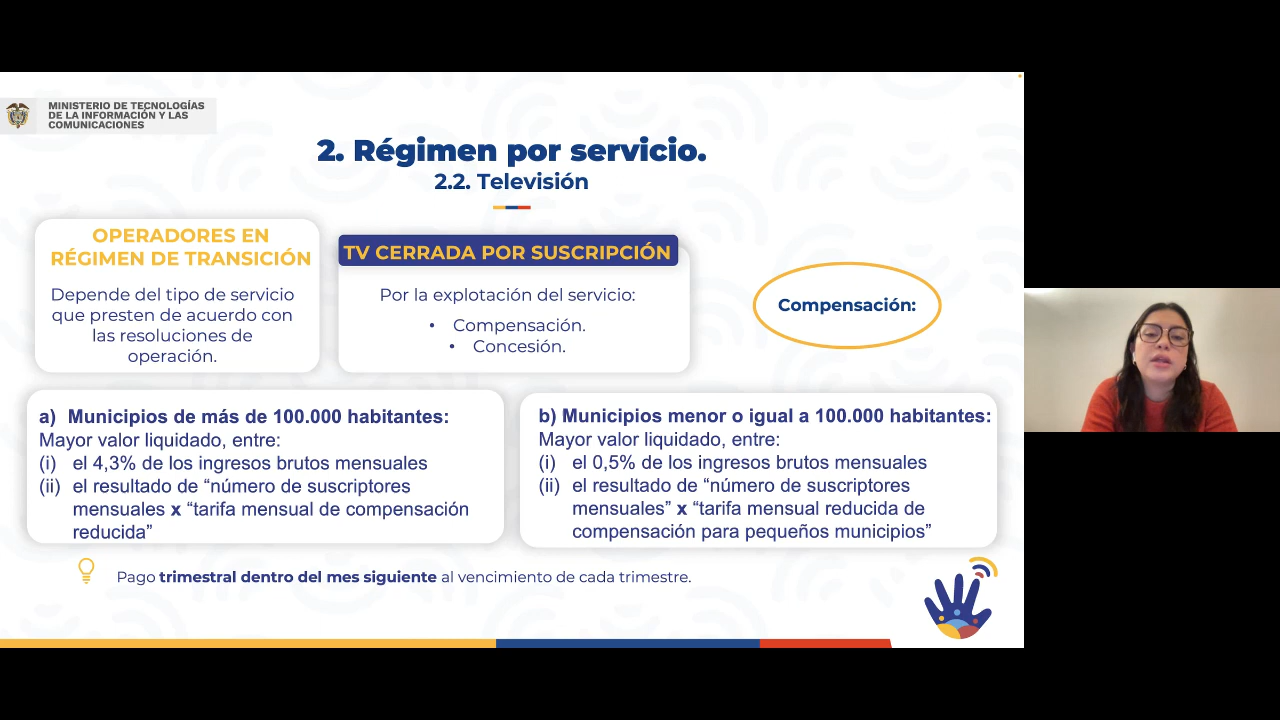 MINISTERIO DE TECNOLOGÍAS
DE LA INFORMACIÓN Y LAS
COMUNICACIONES
2. Régimen por servicio.
2.2. Televisión
OPERADORES EN
RÉGIMEN DE TRANSICIÓN
Depende del tipo de servicio
que presten de acuerdo con
las resoluciones de
operación.
TV CERRADA POR SUSCRIPCIÓN
Por la explotación del servicio:
• Compensación.
• Concesión.
Compensación:
a) Municipios de más de 100.000 habitantes:
Mayor valor liquidado, entre:
(i) el 4,3% de los ingresos brutos mensuales
(ii) el resultado de “número de suscriptores
mensuales x “tarifa mensual de compensación
reducida”
b) Municipios menor o igual a 100.000 habitantes:
Mayor valor liquidado, entre:
(i) el 0,5% de los ingresos brutos mensuales
(ii) el resultado de “número de suscriptores
mensuales” x “tarifa mensual reducida de
compensación para pequeños municipios”
Pago trimestral dentro del mes siguiente al vencimiento de cada trimestre.